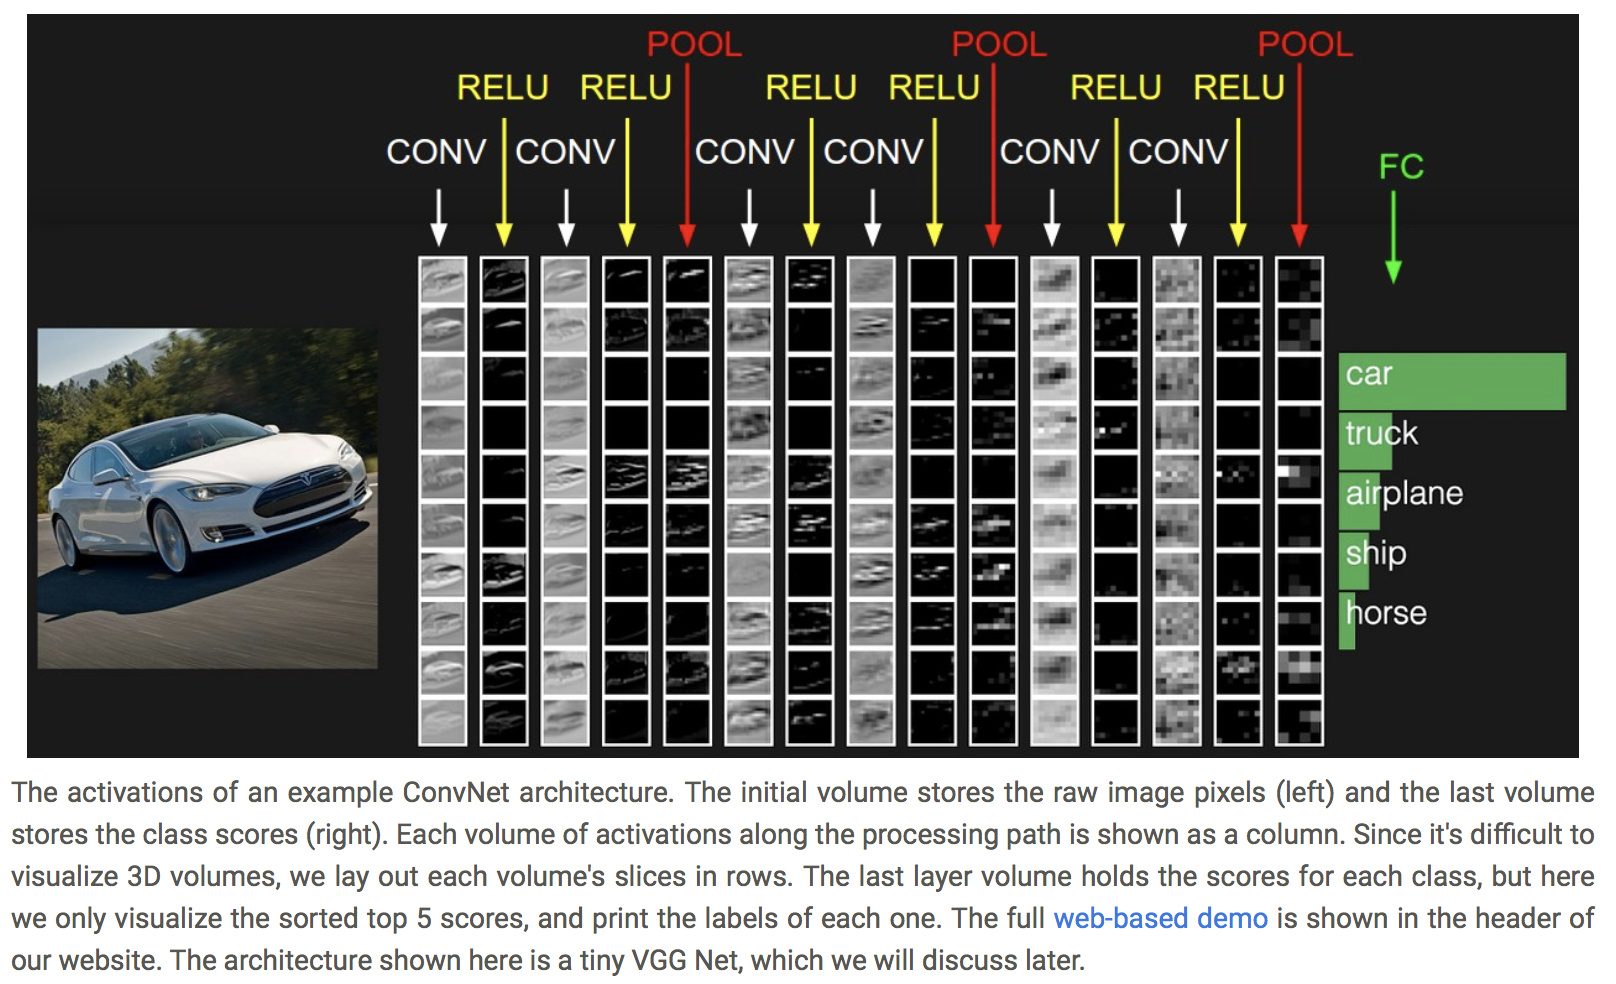 POOL POOL POOL
RELU RELU RELU RELU RELU RELU
CONV CONV CONV CONV CONV CONV
FC
car
truck
airplane
ship
horse
The activations of an example ConvNet architecture. The initial volume stores the raw image pixels (left) and the last volume
stores the class scores (right). Each volume of activations along the processing path is shown as a column. Since it's difficult to
visualize 3D volumes, we lay out each volume's slices in rows. The last layer volume holds the scores for each class, but here
we only visualize the sorted top 5 scores, and print the labels of each one. The full web-based demo is shown in the header of
our website. The architecture shown here is a tiny VGG Net, which we will discuss later.